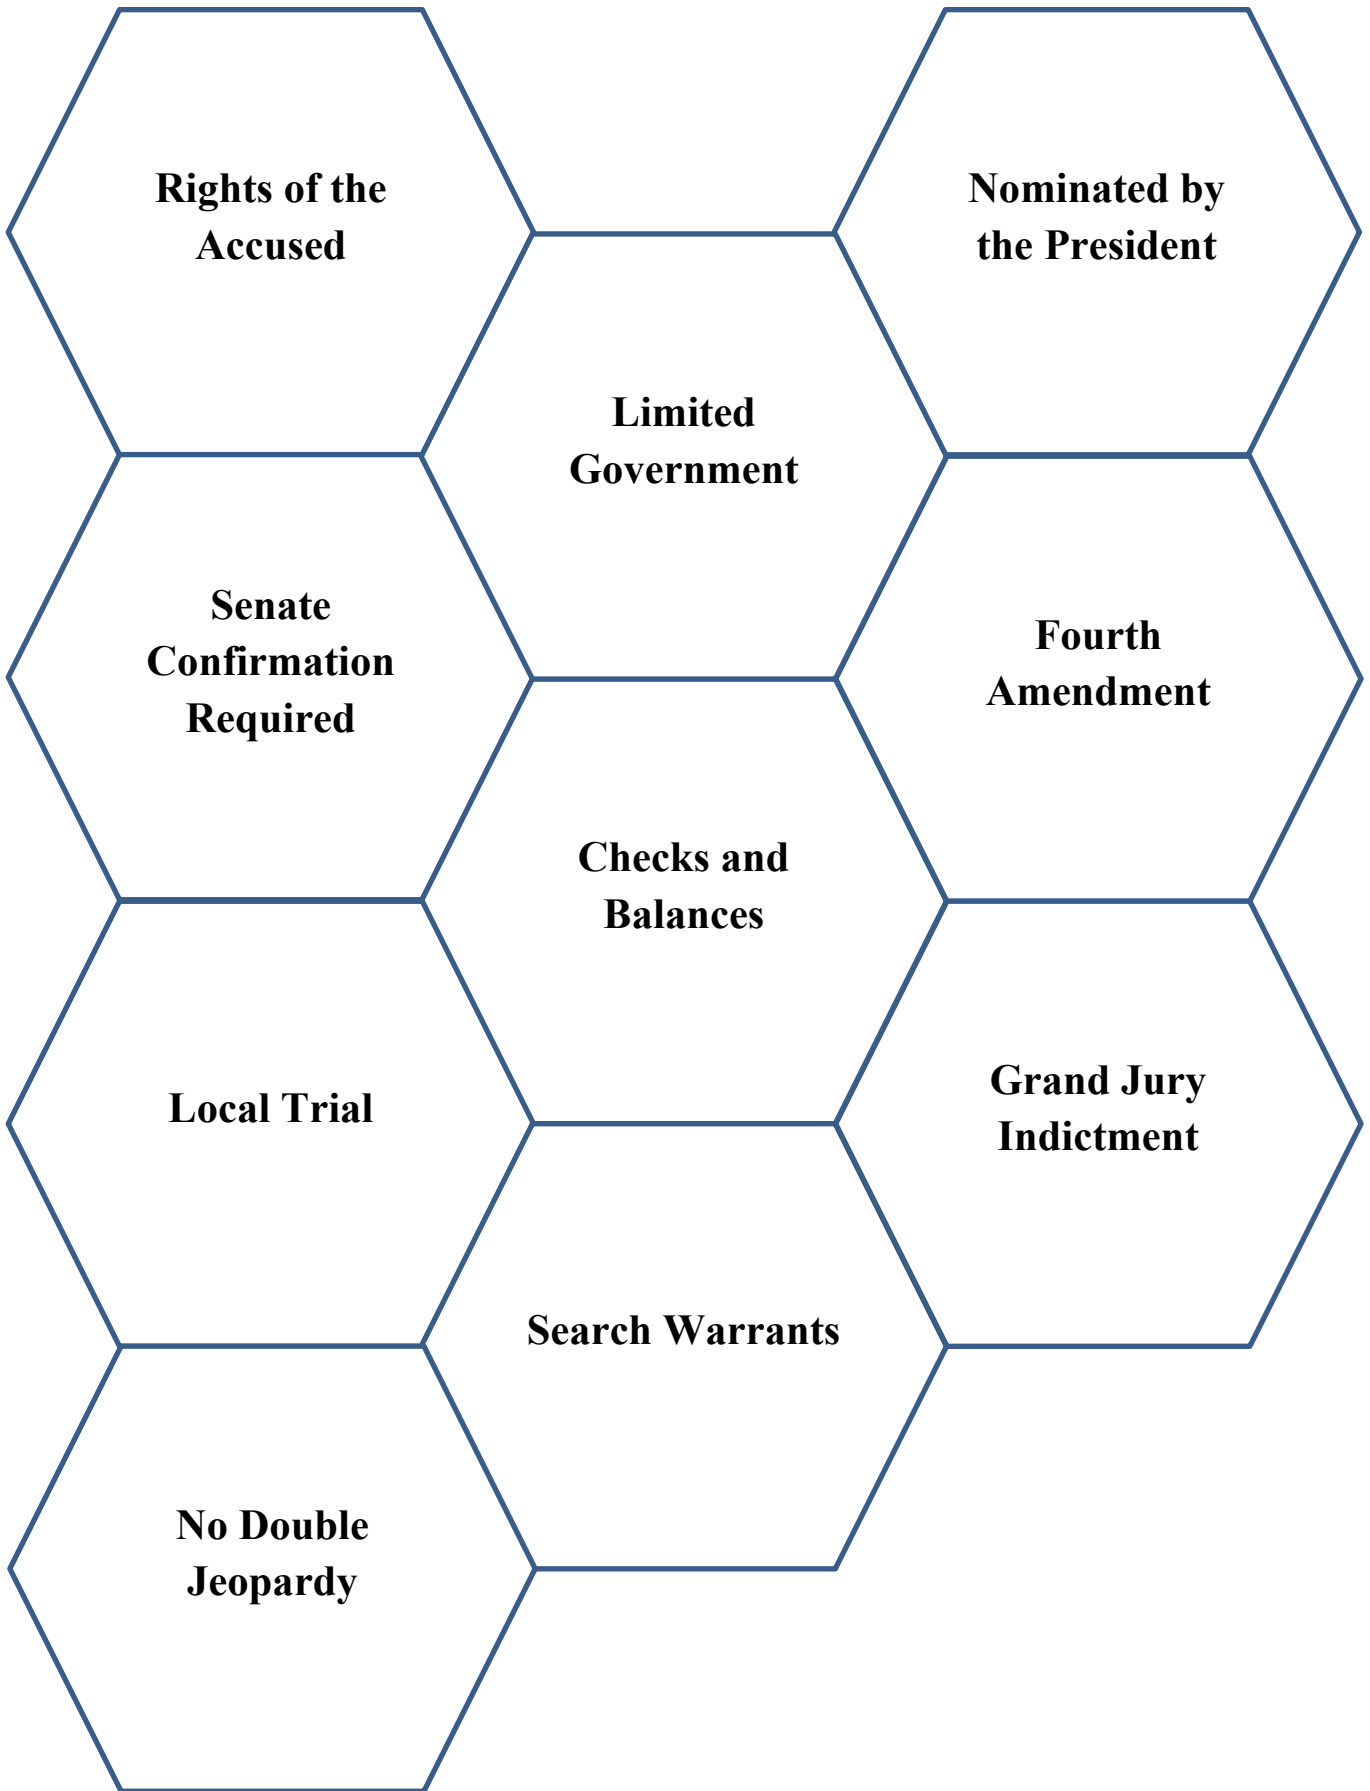 Rights of the
Accused
Nominated by
the President
Limited
Government
Senate
Confirmation
Required
Fourth
Amendment
Checks and
Balances
Local Trial
Grand Jury
Indictment
Search Warrants
No Double
Jeopardy